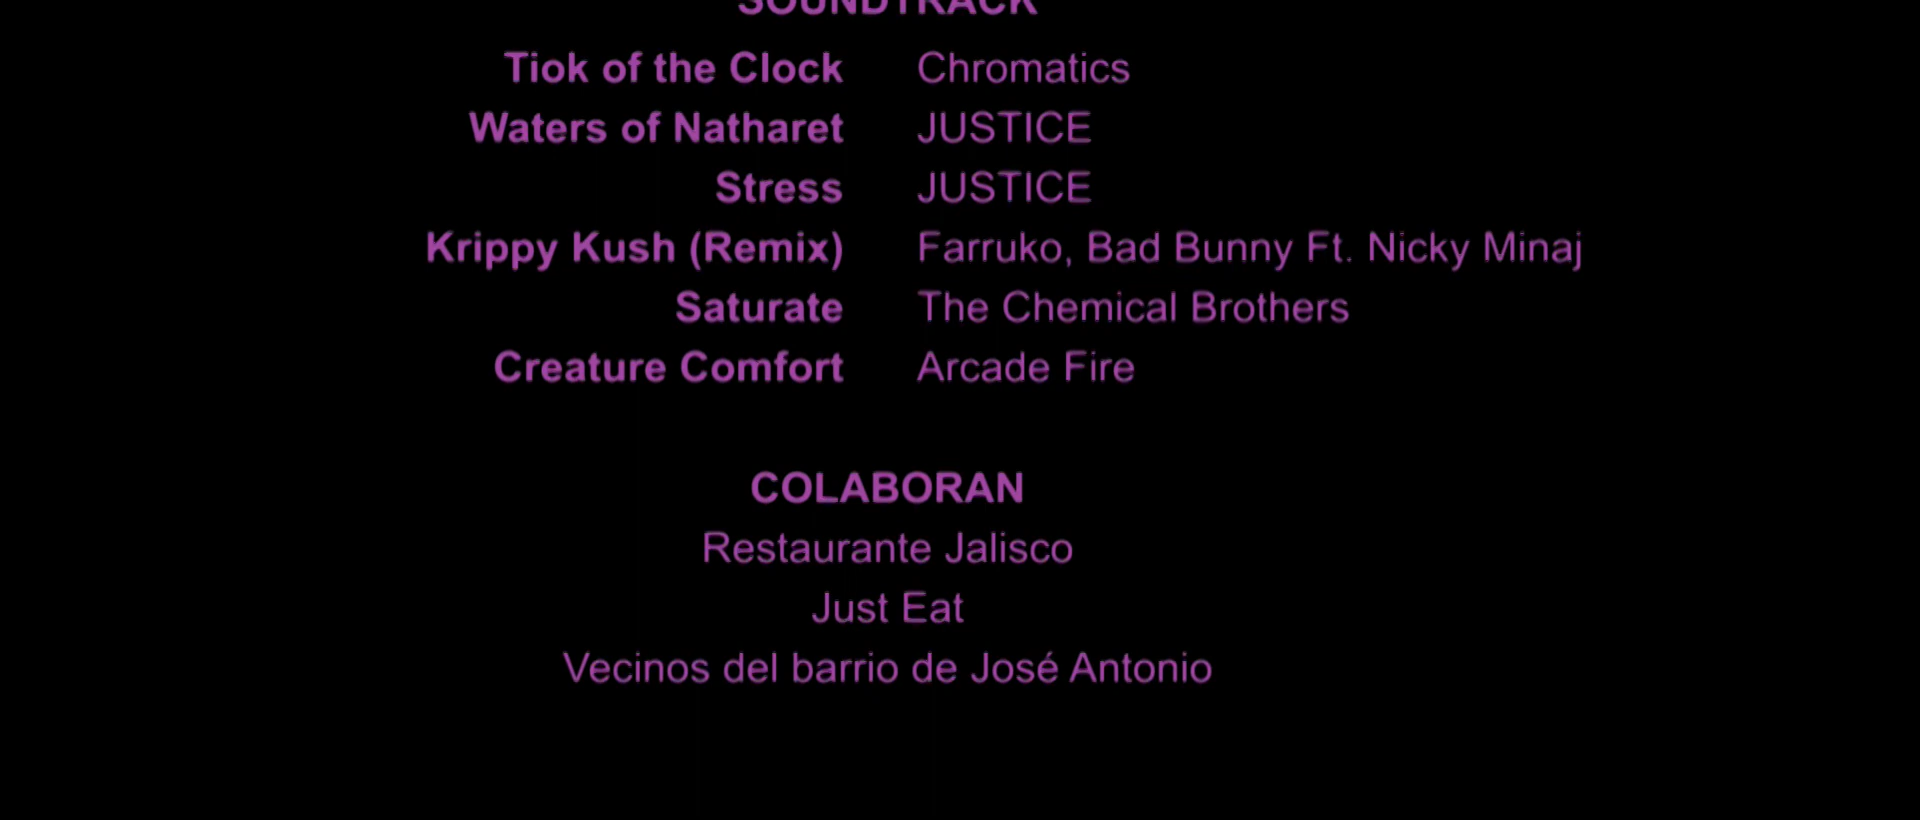 SOUNDTRACK
Tiok of the Clock Chromatics
Waters of Natharet JUSTICE
Stress JUSTICE
Krippy Kush (Remix) Farruko, Bad Bunny Ft. Nicky Minaj
Saturate The Chemical Brothers
Creature Comfort Arcade Fire
COLABORAN
Restaurante Jalisco
Just Eat
Vecinos del barrio de José Antonio